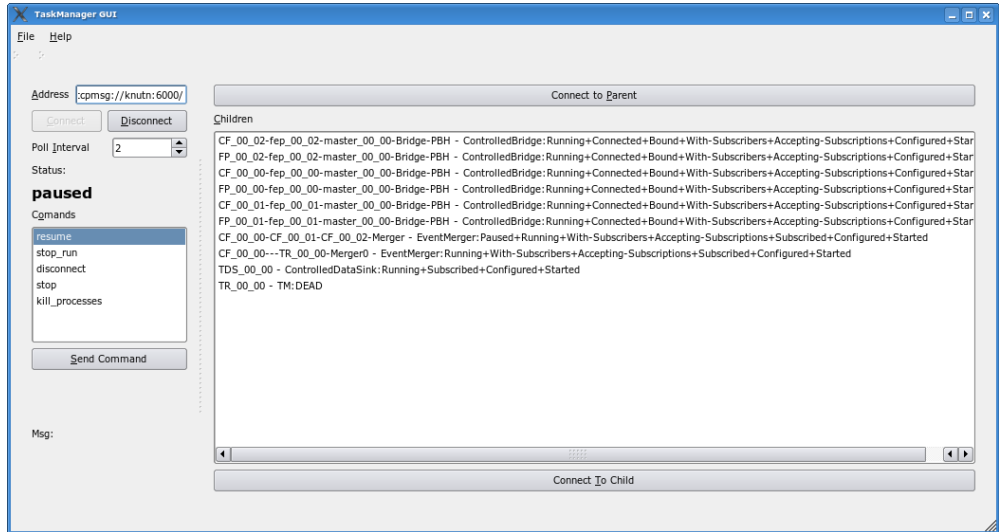 TaskManager GUI
File Help
Address :cpmsg://knutn:6000/
Connect Disconnect
Poll Interval 2
Status:
paused
Comands
resume
stop_run
disconnect
stop
kill_processes
Send Command
Msg:
Connect to Parent
Children
CF_00_02-fep_00_02-master_00_00-Bridge-PBH - ControlledBridge:Running+Connected+Bound+With-Subscribers+Accepting-Subscriptions+Configured+Star
FP_00_02-fep_00_02-master_00_00-Bridge-PBH - ControlledBridge:Running+Connected+Bound+With-Subscribers+Accepting-Subscriptions+Configured+Star
CF_00_00-fep_00_00-master_00_00-Bridge-PBH - ControlledBridge:Running+Connected+Bound+With-Subscribers+Accepting-Subscriptions+Configured+Star
FP_00_00-fep_00_00-master_00_00-Bridge-PBH - ControlledBridge:Running+Connected+Bound+With-Subscribers+Accepting-Subscriptions+Configured+Star
CF_00_01-fep_00_01-master_00_00-Bridge-PBH - ControlledBridge:Running+Connected+Bound+With-Subscribers+Accepting-Subscriptions+Configured+Star
FP_00_01-fep_00_01-master_00_00-Bridge-PBH - ControlledBridge:Running+Connected+Bound+With-Subscribers+Accepting-Subscriptions+Configured+Star
CF_00_00-CF_00_01-CF_00_02-Merger - EventMerger:Paused+Running+With-Subscribers+Accepting-Subscriptions+Subscribed+Configured+Started
CF_00_00---TR_00_00-Merger0 - EventMerger:Running+With-Subscribers+Accepting-Subscriptions+Subscribed+Configured+Started
TDS_00_00 - ControlledDataSink:Running+Subscribed+Configured+Started
TR_00_00 - TM:DEAD
Connect To Child